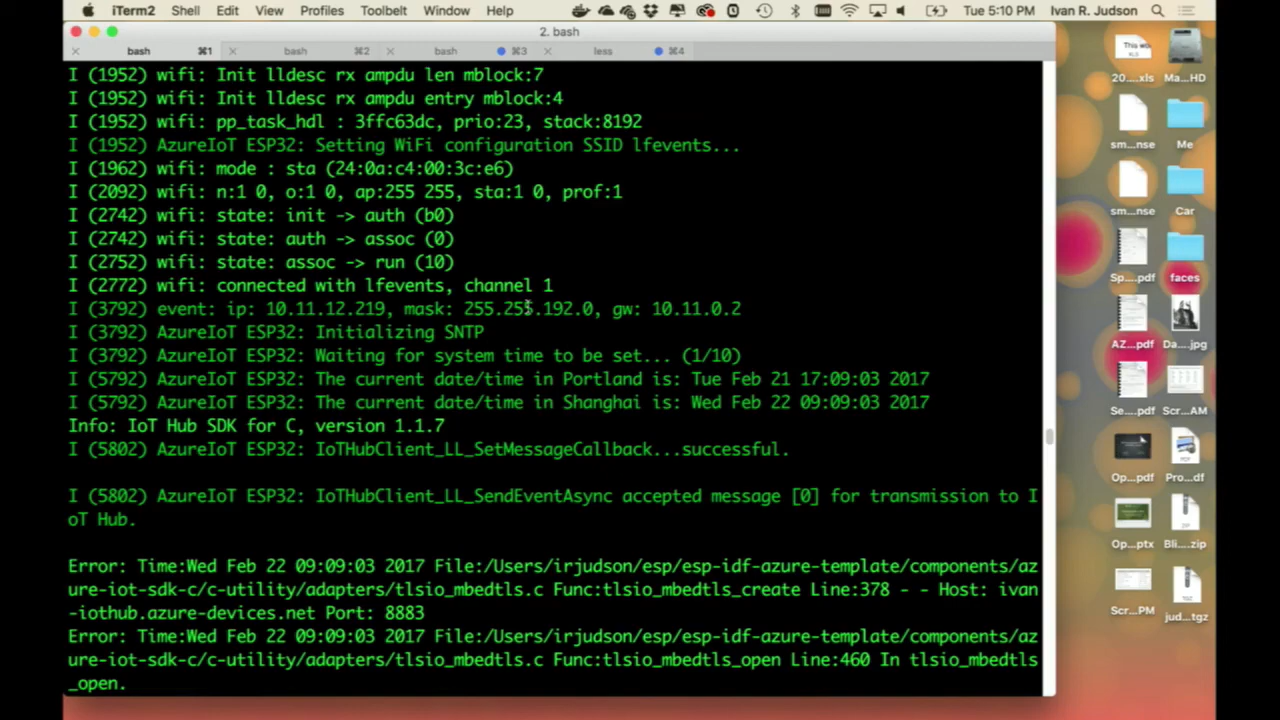 iTerm2 Shell Edit View Profiles Toolbelt Window Help Tue 5:10 PM Ivan R. Judson
2. bash
bash ⌘1 bash ⌘2 bash ⌘3 less ⌘4
I (1952) wifi: Init lldesc rx ampdu len mblock:7
I (1952) wifi: Init lldesc rx ampdu entry mblock:4
I (1952) wifi: pp_task_hdl : 3ffc63dc, prio:23, stack:8192
I (1952) AzureIoT ESP32: Setting WiFi configuration SSID lfevents...
I (1962) wifi: mode : sta (24:0a:c4:00:3c:e6)
I (2092) wifi: n:1 0, o:1 0, ap:255 255, sta:1 0, prof:1
I (2742) wifi: state: init -> auth (b0)
I (2742) wifi: state: auth -> assoc (0)
I (2752) wifi: state: assoc -> run (10)
I (2772) wifi: connected with lfevents, channel 1
I (3792) event: ip: 10.11.12.219, mask: 255.255.192.0, gw: 10.11.0.2
I (3792) AzureIoT ESP32: Initializing SNTP
I (3792) AzureIoT ESP32: Waiting for system time to be set... (1/10)
I (5792) AzureIoT ESP32: The current date/time in Portland is: Tue Feb 21 17:09:03 2017
I (5792) AzureIoT ESP32: The current date/time in Shanghai is: Wed Feb 22 09:09:03 2017
Info: IoT Hub SDK for C, version 1.1.7
I (5802) AzureIoT ESP32: IoTHubClient_LL_SetMessageCallback...successful.
I (5802) AzureIoT ESP32: IoTHubClient_LL_SendEventAsync accepted message [0] for transmission to I
oT Hub.
Error: Time:Wed Feb 22 09:09:03 2017 File:/Users/irjudson/esp/esp-idf-azure-template/components/az
ure-iot-sdk-c/c-utility/adapters/tlsio_mbedtls.c Func:tlsio_mbedtls_create Line:378 - - Host: ivan
-iothub.azure-devices.net Port: 8883
Error: Time:Wed Feb 22 09:09:03 2017 File:/Users/irjudson/esp/esp-idf-azure-template/components/az
ure-iot-sdk-c/c-utility/adapters/tlsio_mbedtls.c Func:tlsio_mbedtls_open Line:460 In tlsio_mbedtls
_open.
20....xls Ma...HD
sm...nse Me
sm...nse Car
Sp....pdf faces
AZ...pdf Da....jpg
Se....pdf Scr...AM
Op...pdf Pro...df
Op...ptx Bli...zip
Scr...PM jud...tgz